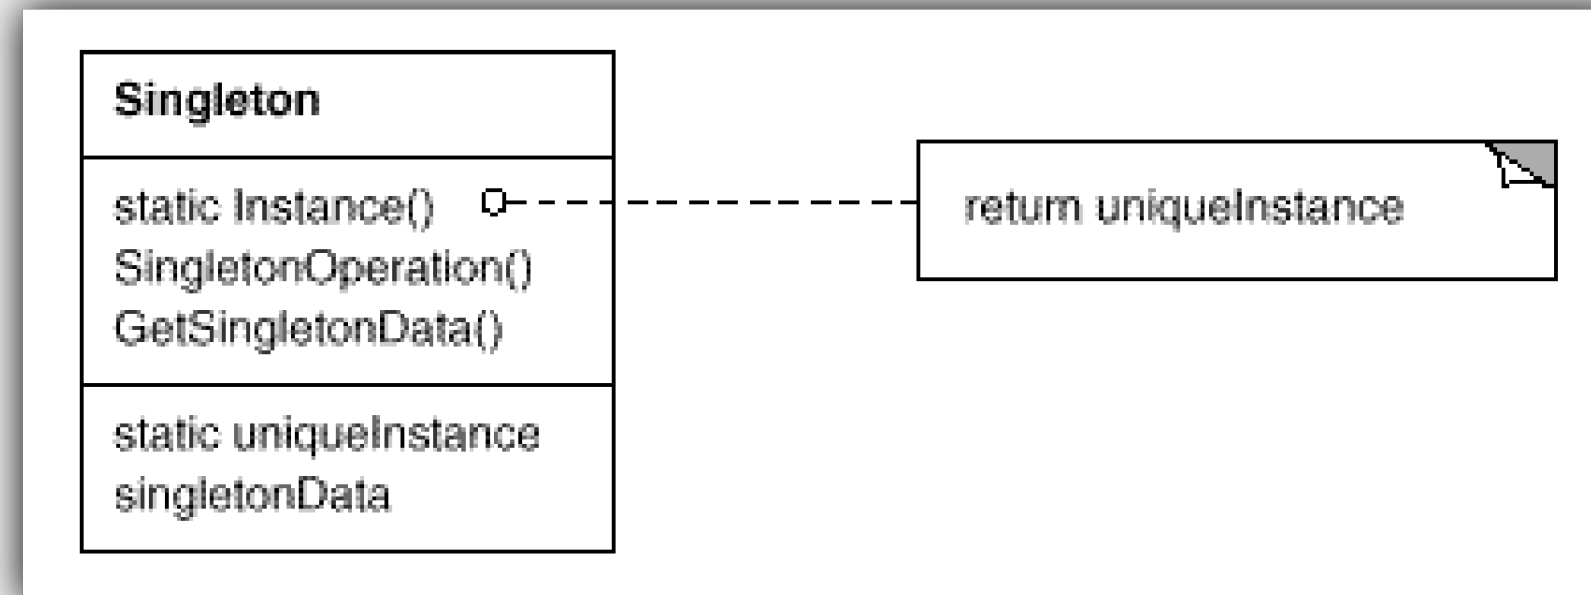 Singleton
static Instance()
SingletonOperation()
GetSingletonData()
static uniqueInstance
singletonData
return uniqueInstance